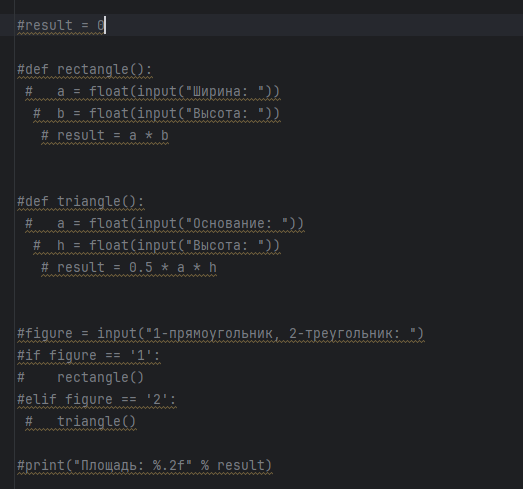 #result = 0
#def rectangle():
#   a = float(input("Ширина: "))
#  b = float(input("Высота: "))
# result = a * b
#def triangle():
#   a = float(input("Основание: "))
#  h = float(input("Высота: "))
# result = 0.5 * a * h
#figure = input("1-прямоугольник, 2-треугольник: ")
#if figure == '1':
#    rectangle()
#elif figure == '2':
#   triangle()
#print("Площадь: %.2f" % result)